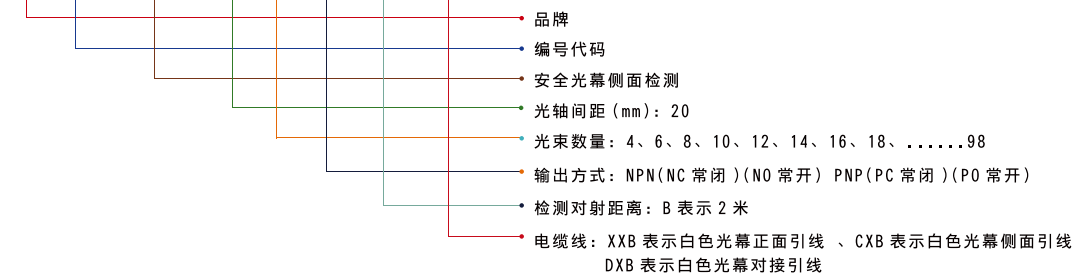 品牌
编号代码
安全光幕侧面检测
光轴间距(mm)：20
光束数量：4、6、8、10、12、14、16、18、......98
输出方式：NPN(NC常闭)(NO常开) PNP(PC常闭)(PO常开)
检测对射距离：B表示2米
电缆线：XXB表示白色光幕正面引线 、CXB表示白色光幕侧面引线
DXB表示白色光幕对接引线